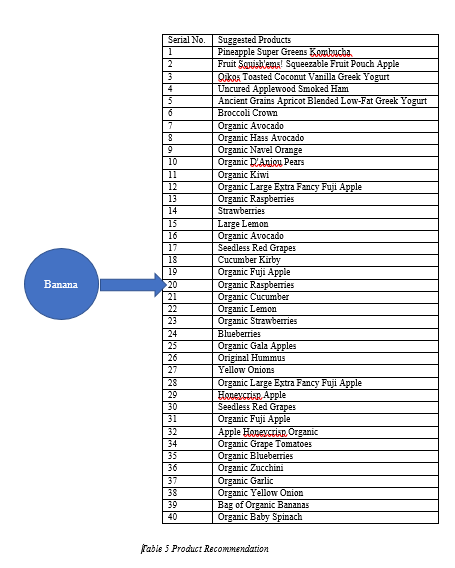 Serial No. Suggested Products
1 Pineapple Super Greens Kombucha
2 Fruit Squish'ems! Squeezable Fruit Pouch Apple
3 Oikos Toasted Coconut Vanilla Greek Yogurt
4 Uncured Applewood Smoked Ham
5 Ancient Grains Apricot Blended Low-Fat Greek Yogurt
6 Broccoli Crown
7 Organic Avocado
8 Organic Hass Avocado
9 Organic Navel Orange
10 Organic D'Anjou Pears
11 Organic Kiwi
12 Organic Large Extra Fancy Fuji Apple
13 Organic Raspberries
14 Strawberries
15 Large Lemon
16 Organic Avocado
17 Seedless Red Grapes
18 Cucumber Kirby
19 Organic Fuji Apple
Banana
20 Organic Raspberries
21 Organic Cucumber
22 Organic Lemon
23 Organic Strawberries
24 Blueberries
25 Organic Gala Apples
26 Original Hummus
27 Yellow Onions
28 Organic Large Extra Fancy Fuji Apple
29 Honeycrisp Apple
30 Seedless Red Grapes
31 Organic Fuji Apple
32 Apple Honeycrisp Organic
34 Organic Grape Tomatoes
35 Organic Blueberries
36 Organic Zucchini
37 Organic Garlic
38 Organic Yellow Onion
39 Bag of Organic Bananas
40 Organic Baby Spinach
Table 5 Product Recommendation